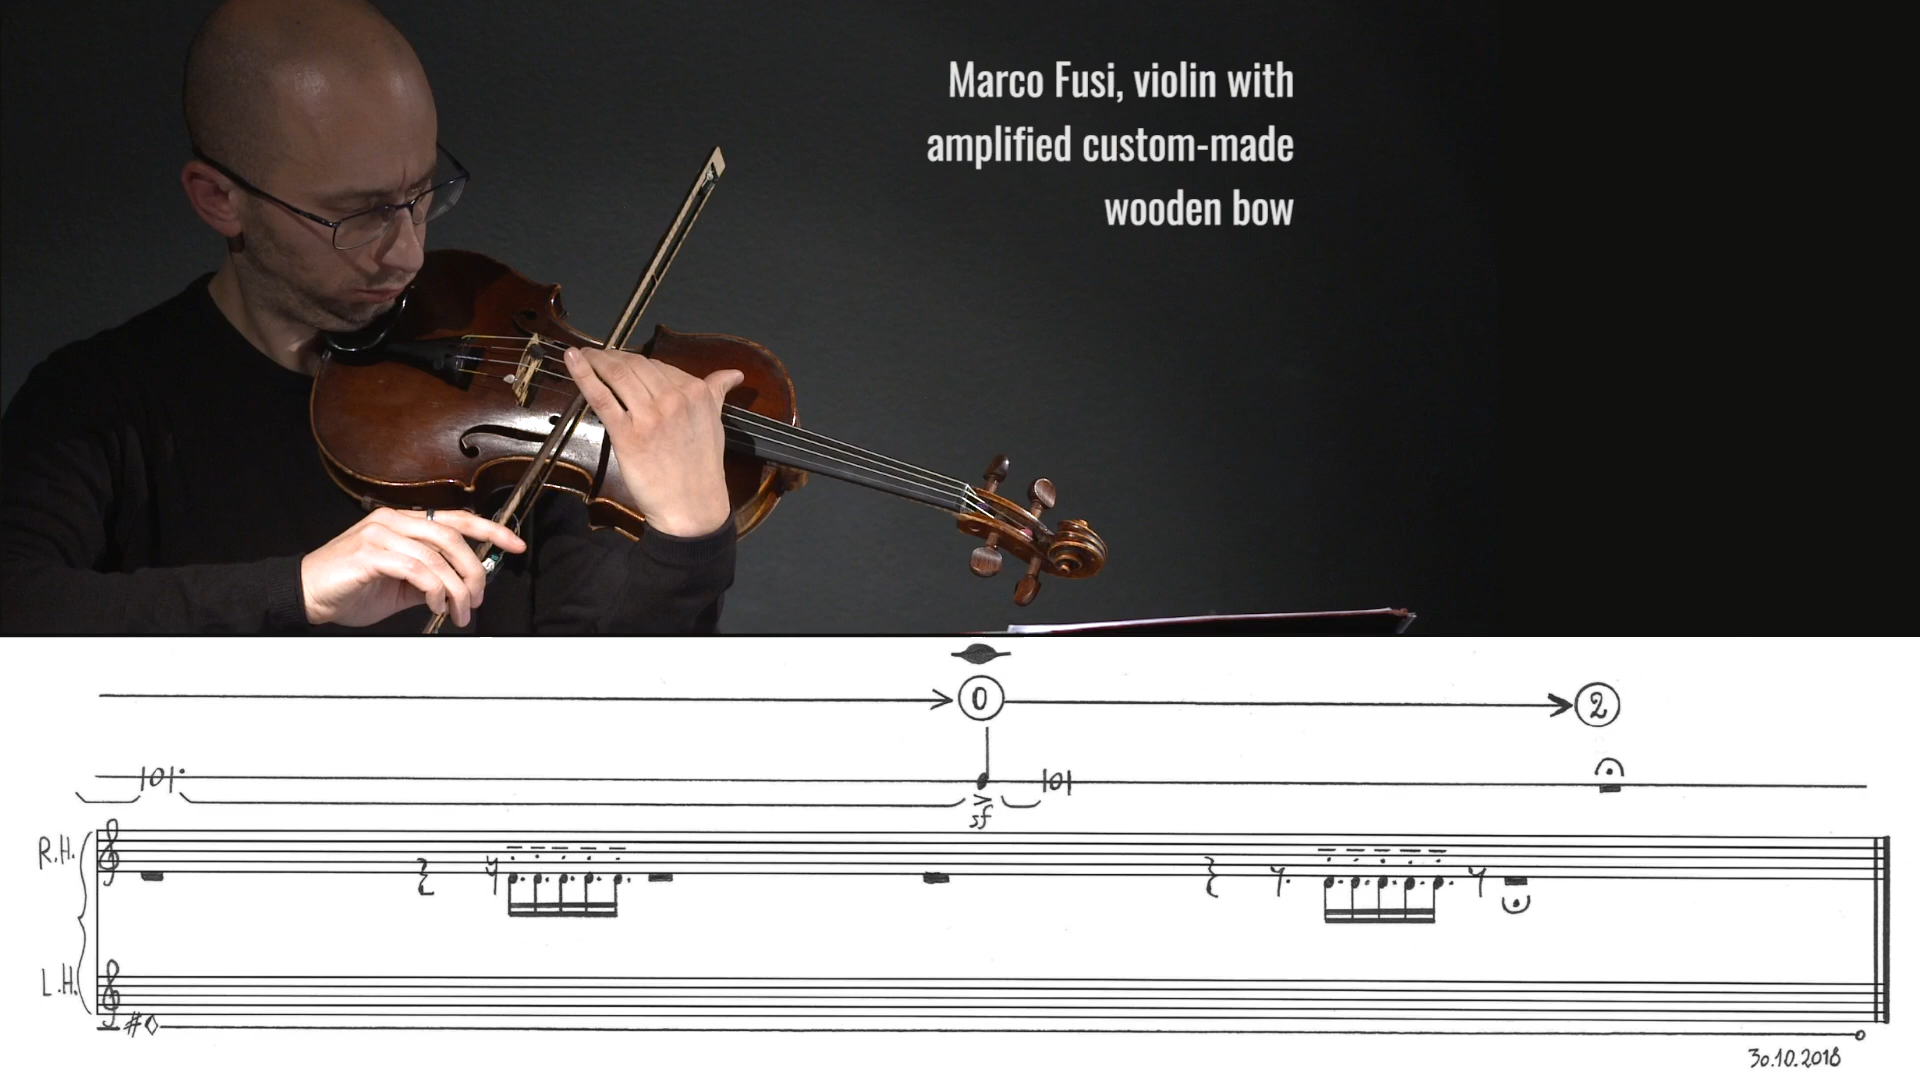 Marco Fusi, violin with
amplified custom-made
wooden bow
0
2
sf
R.H.
L.H.
30.10.2018